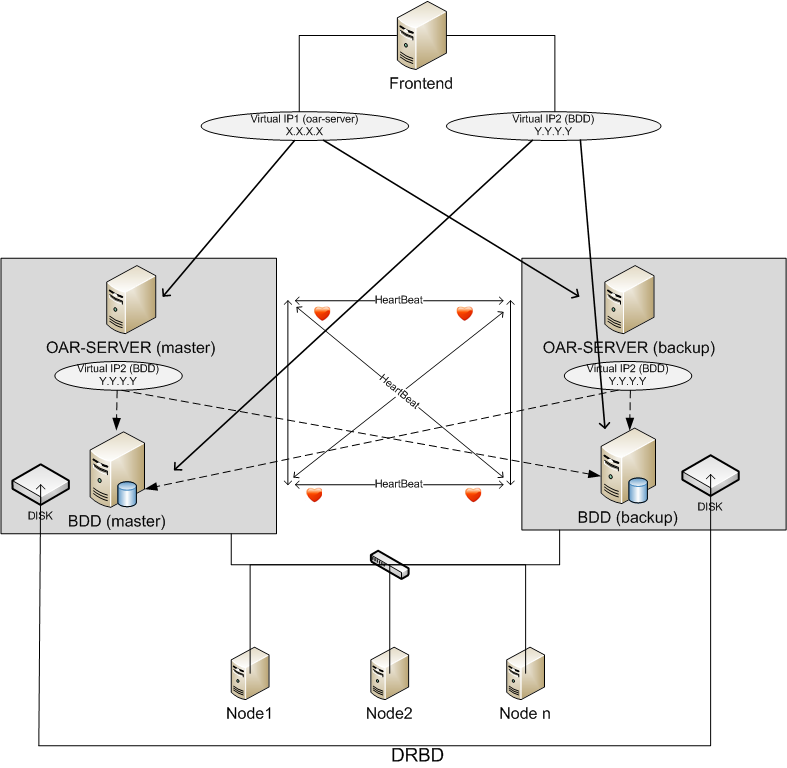 Frontend
Virtual IP1 (oar-server)
X.X.X.X
Virtual IP2 (BDD)
Y.Y.Y.Y
HeartBeat
OAR-SERVER (master)
OAR-SERVER (backup)
Virtual IP2 (BDD)
Y.Y.Y.Y
Virtual IP2 (BDD)
Y.Y.Y.Y
HeartBeat
HeartBeat
DISK
BDD (master)
BDD (backup)
DISK
Node1
Node2
Node n
DRBD